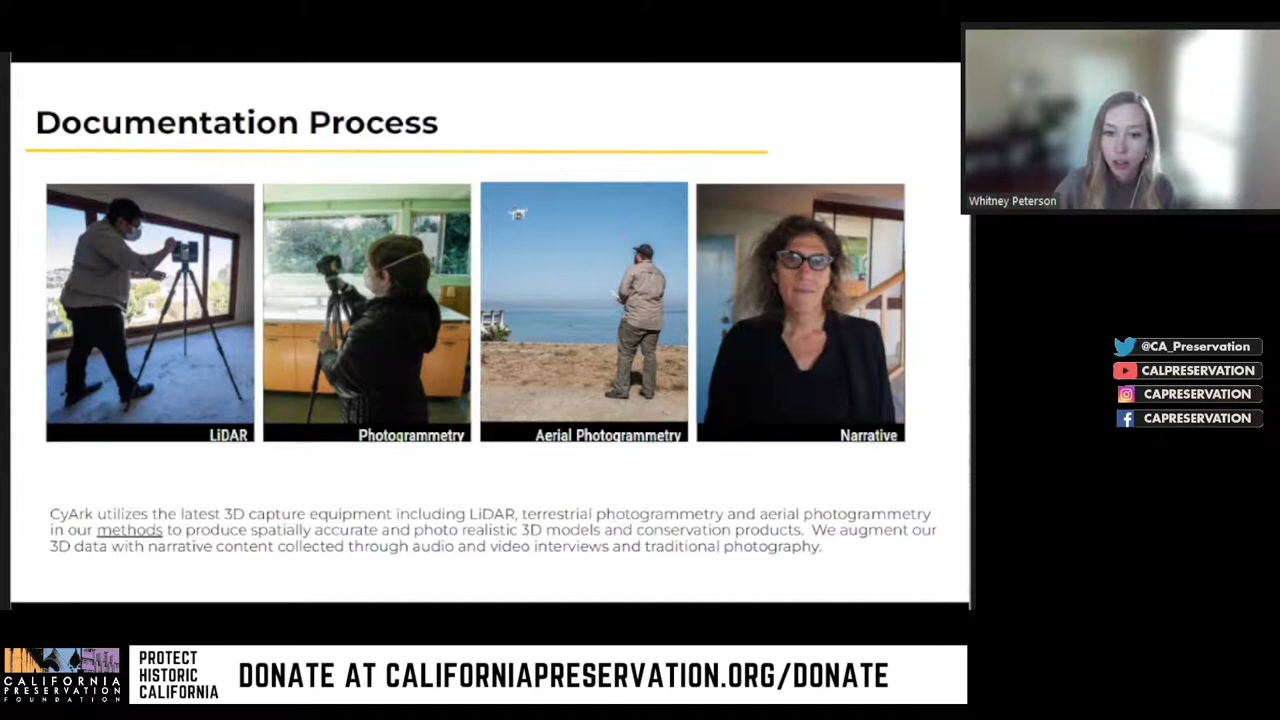 Documentation Process
LiDAR
Photogrammetry
Aerial Photogrammetry
Narrative
CyArk utilizes the latest 3D capture equipment including LiDAR, terrestrial photogrammetry and aerial photogrammetry
in our methods to produce spatially accurate and photo realistic 3D models and conservation products. We augment our
3D data with narrative content collected through audio and video interviews and traditional photography.
Whitney Peterson
@CA_Preservation
CALPRESERVATION
CAPRESERVATION
CAPRESERVATION
CALIFORNIA
PRESERVATION
FOUNDATION
PROTECT
HISTORIC
CALIFORNIA
DONATE AT CALIFORNIAPRESERVATION.ORG/DONATE